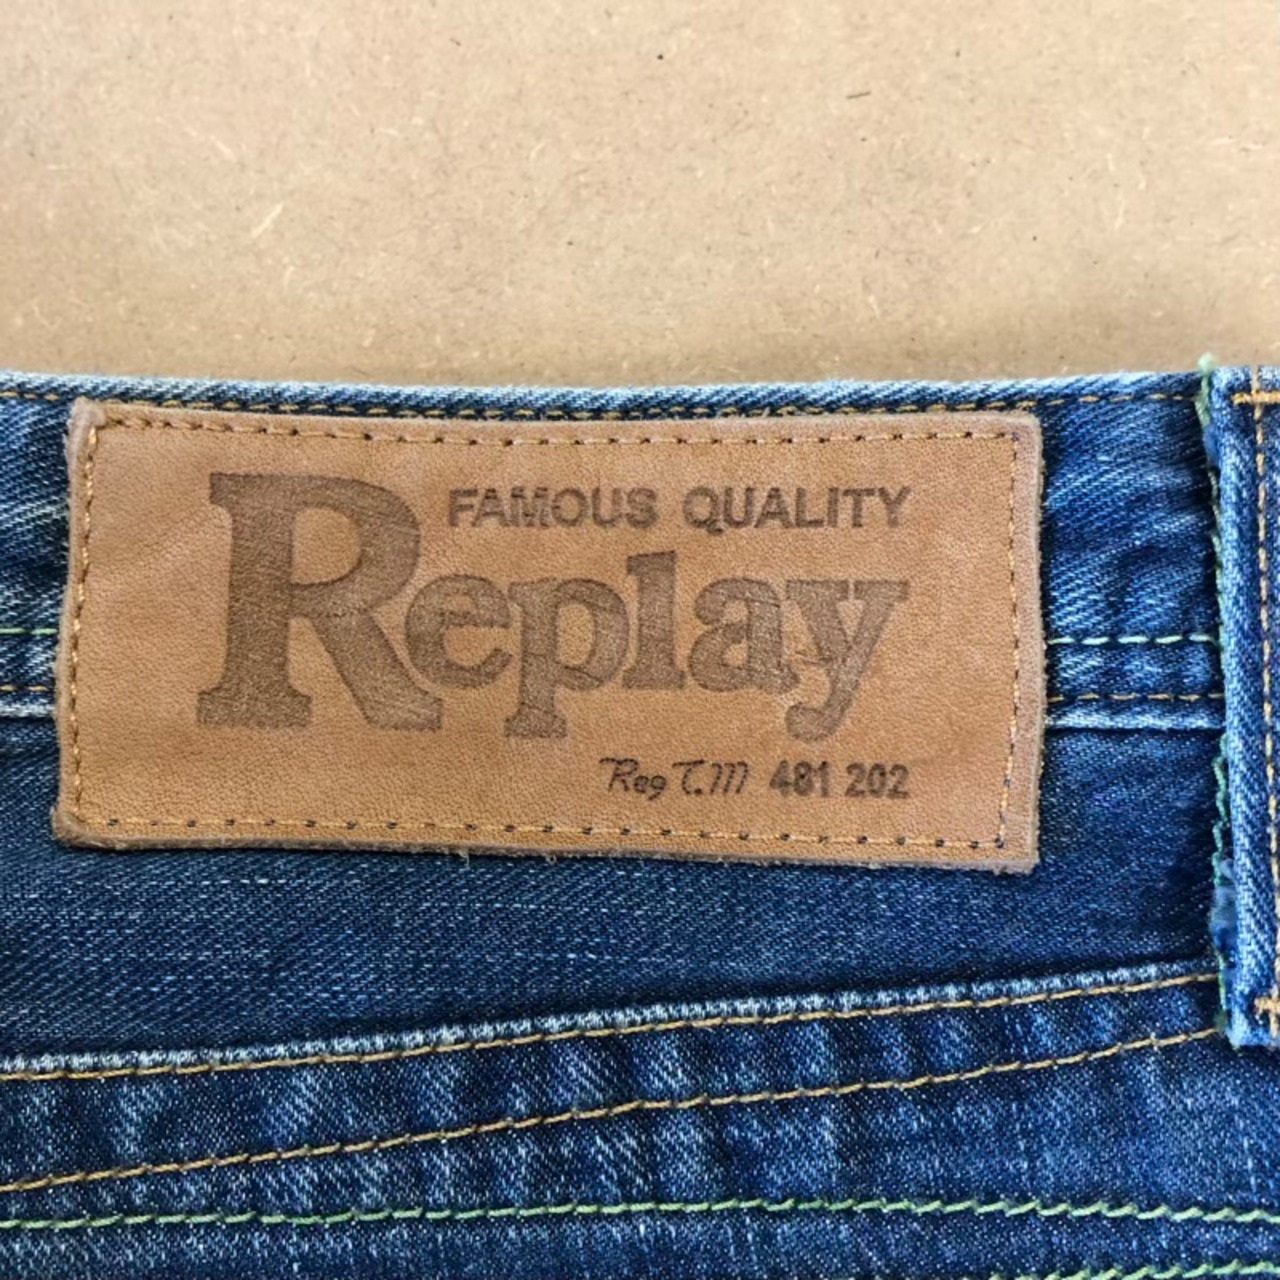 FAMOUS QUALITY
Replay
Reg T.M 481 202